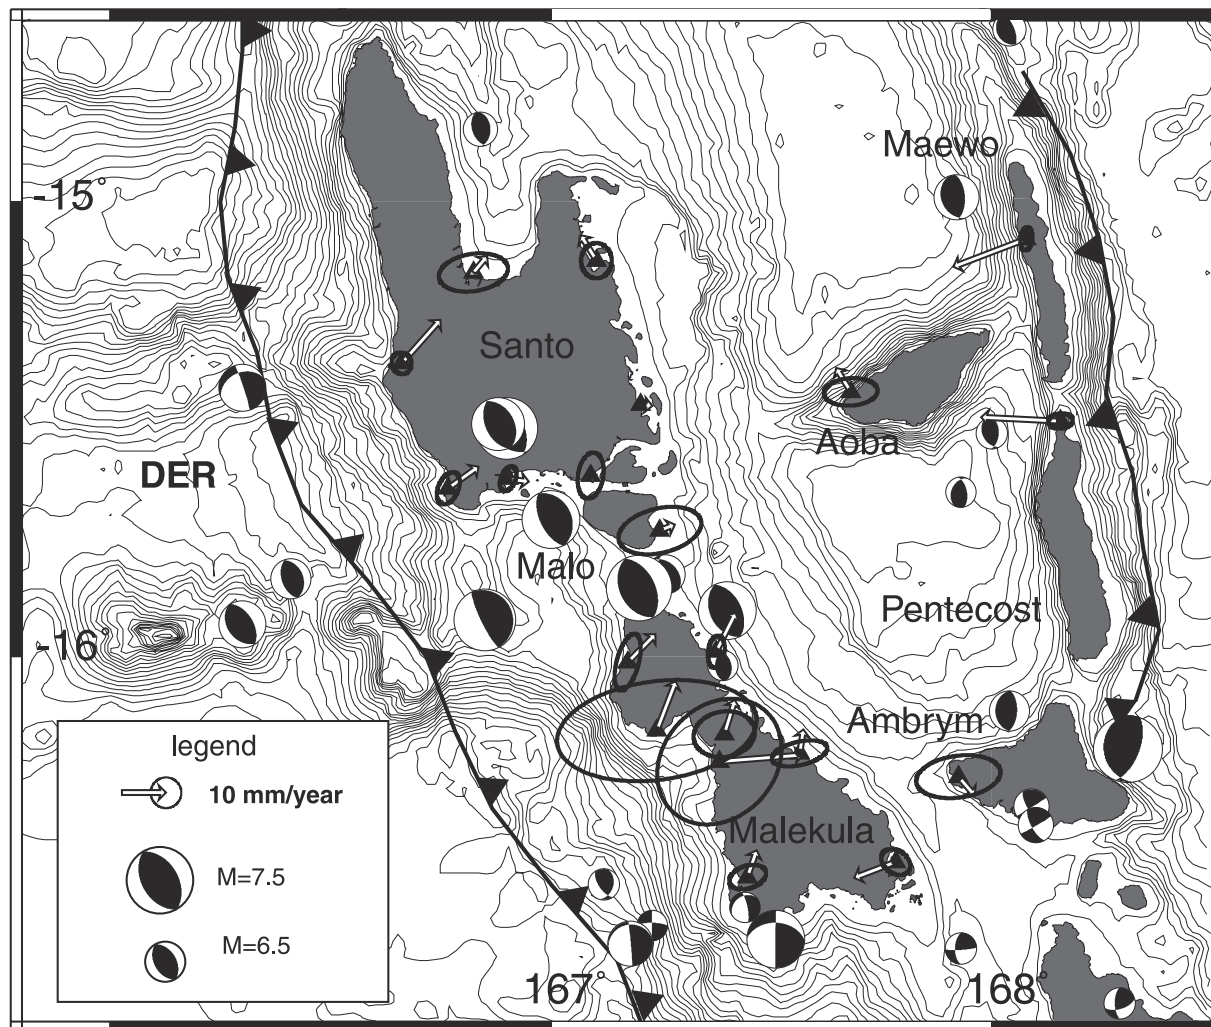 Maewo
-15°
Santo
Aoba
DER
Malo
Pentecost
-16°
Ambrym
legend
10 mm/year
Malekula
M=7.5
M=6.5
167°
168°